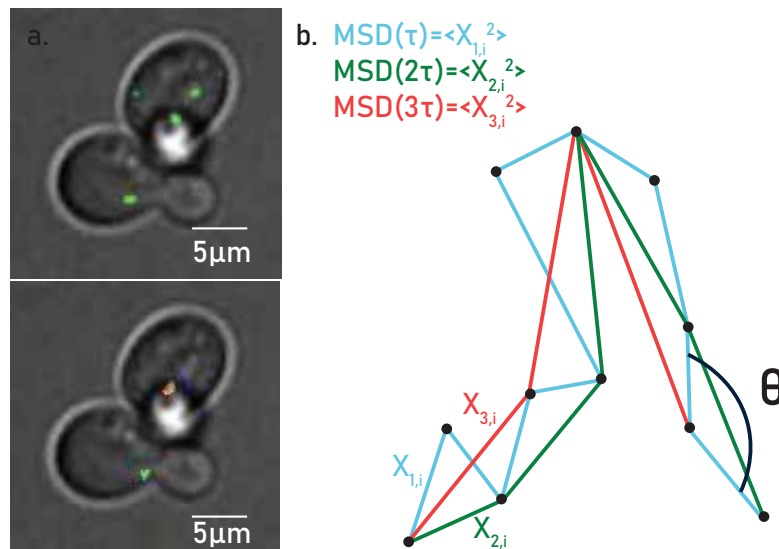 a.
5µm
5µm
b.
MSD(τ)=<X₁,ᵢ²>
MSD(2τ)=<X₂,ᵢ²>
MSD(3τ)=<X₃,ᵢ²>
X₃,ᵢ
X₁,ᵢ
X₂,ᵢ
θ